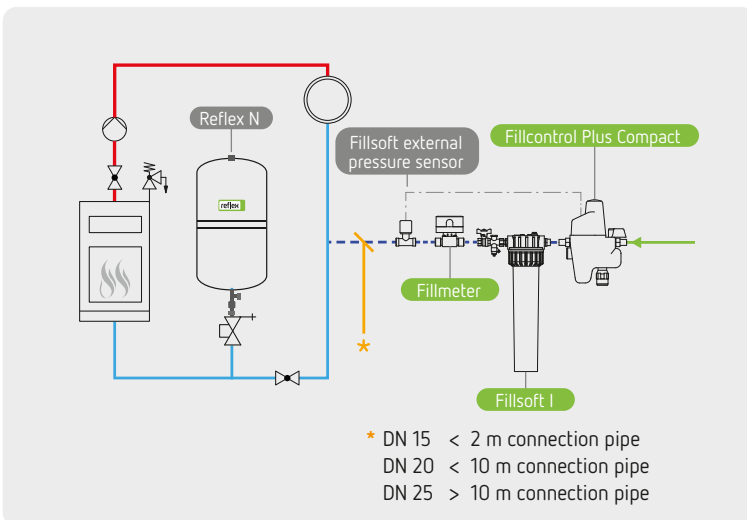 Reflex N
reflex
Fillsoft external
pressure sensor
Fillcontrol Plus Compact
Fillmeter
Fillsoft I
*
* DN 15 < 2 m connection pipe
DN 20 < 10 m connection pipe
DN 25 > 10 m connection pipe